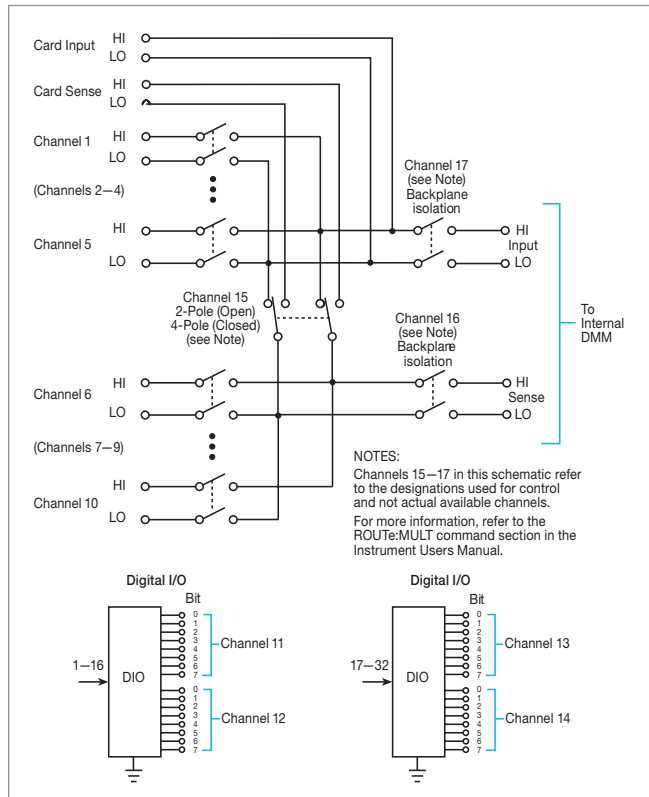 Card Input HI
LO
Card Sense HI
LO
Channel 1 HI
LO
(Channels 2—4)
Channel 5 HI
LO
Channel 17
(see Note)
Backplane
isolation
HI
Input
LO
Channel 15
2-Pole (Open)
4-Pole (Closed)
(see Note)
To
Internal
DMM
Channel 16
(see Note)
Backplane
isolation
Channel 6 HI
LO
HI
Sense
LO
(Channels 7—9)
Channel 10 HI
LO
NOTES:
Channels 15—17 in this schematic refer
to the designations used for control
and not actual available channels.
For more information, refer to the
ROUTe:MULT command section in the
Instrument Users Manual.
Digital I/O
Bit
1—16
DIO
0
1
2
3
4
5
6
7
Channel 11
0
1
2
3
4
5
6
7
Channel 12
Digital I/O
Bit
17—32
DIO
0
1
2
3
4
5
6
7
Channel 13
0
1
2
3
4
5
6
7
Channel 14